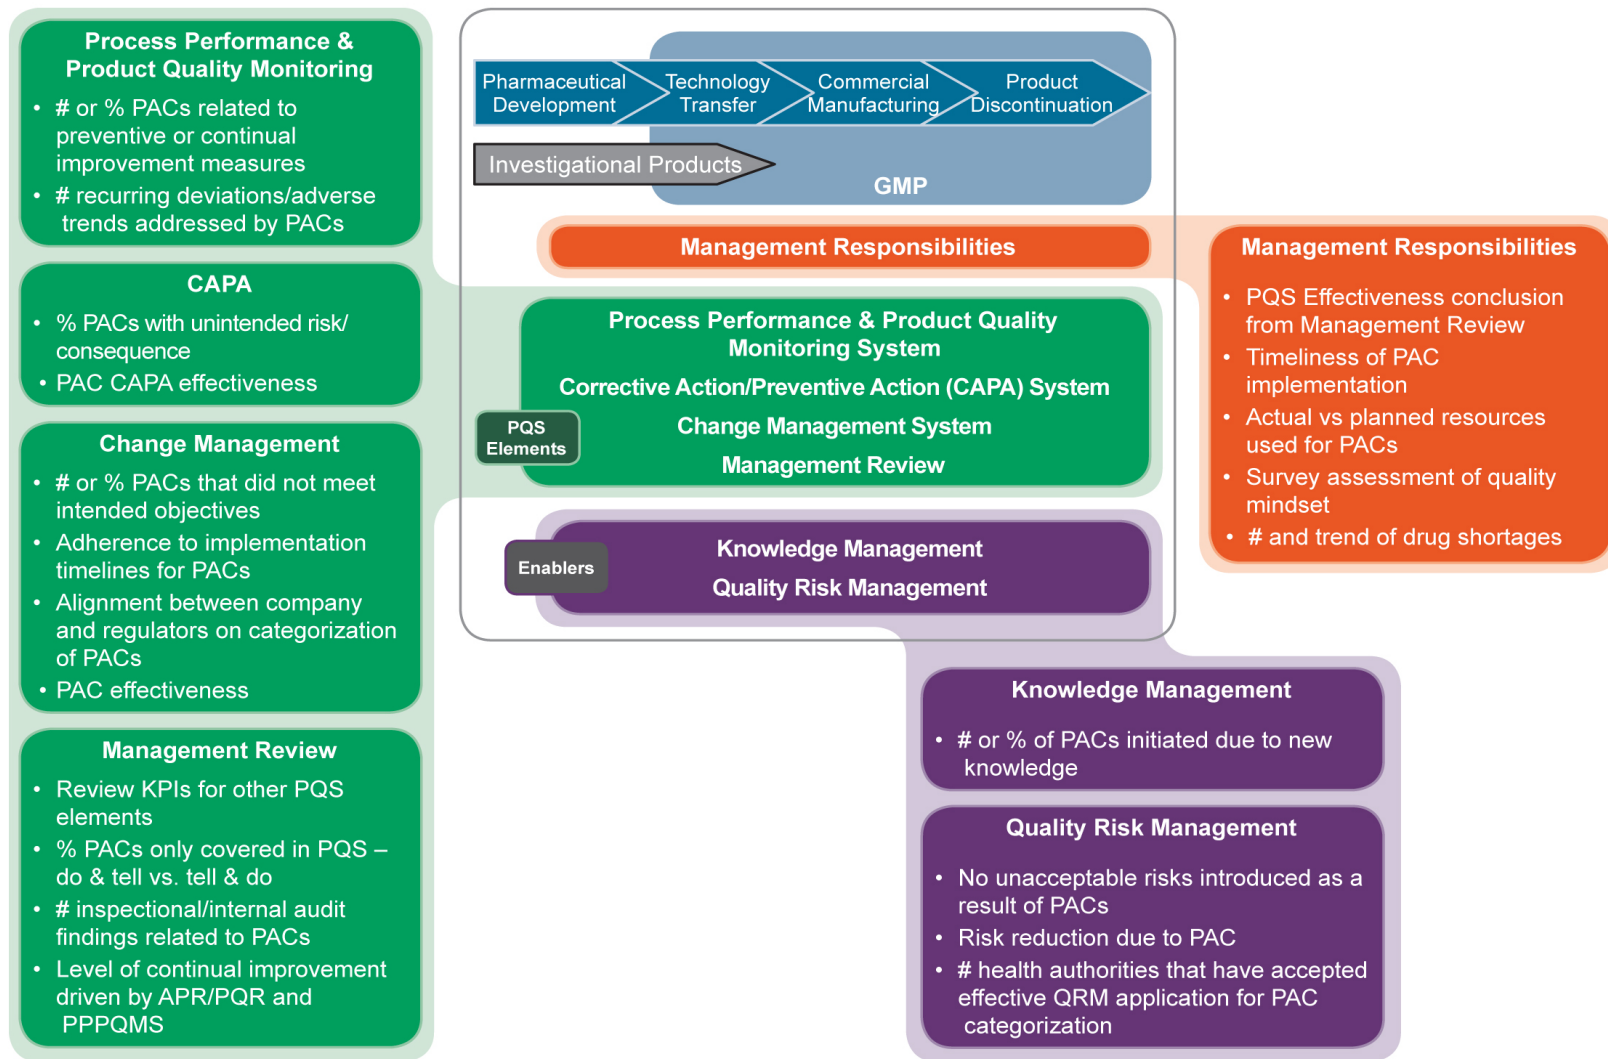 Process Performance &
Product Quality Monitoring
• # or % PACs related to
preventive or continual
improvement measures
• # recurring deviations/adverse
trends addressed by PACs
CAPA
• % PACs with unintended risk/
consequence
• PAC CAPA effectiveness
Change Management
• # or % PACs that did not meet
intended objectives
• Adherence to implementation
timelines for PACs
• Alignment between company
and regulators on categorization
of PACs
• PAC effectiveness
Management Review
• Review KPIs for other PQS
elements
• % PACs only covered in PQS –
do & tell vs. tell & do
• # inspectional/internal audit
findings related to PACs
• Level of continual improvement
driven by APR/PQR and
PPPQMS
Pharmaceutical
Development
Technology
Transfer
Commercial
Manufacturing
Product
Discontinuation
Investigational Products
GMP
Management Responsibilities
Process Performance & Product Quality
Monitoring System
Corrective Action/Preventive Action (CAPA) System
Change Management System
Management Review
PQS
Elements
Knowledge Management
Quality Risk Management
Enablers
Management Responsibilities
• PQS Effectiveness conclusion
from Management Review
• Timeliness of PAC
implementation
• Actual vs planned resources
used for PACs
• Survey assessment of quality
mindset
• # and trend of drug shortages
Knowledge Management
• # or % of PACs initiated due to new
knowledge
Quality Risk Management
• No unacceptable risks introduced as a
result of PACs
• Risk reduction due to PAC
• # health authorities that have accepted
effective QRM application for PAC
categorization